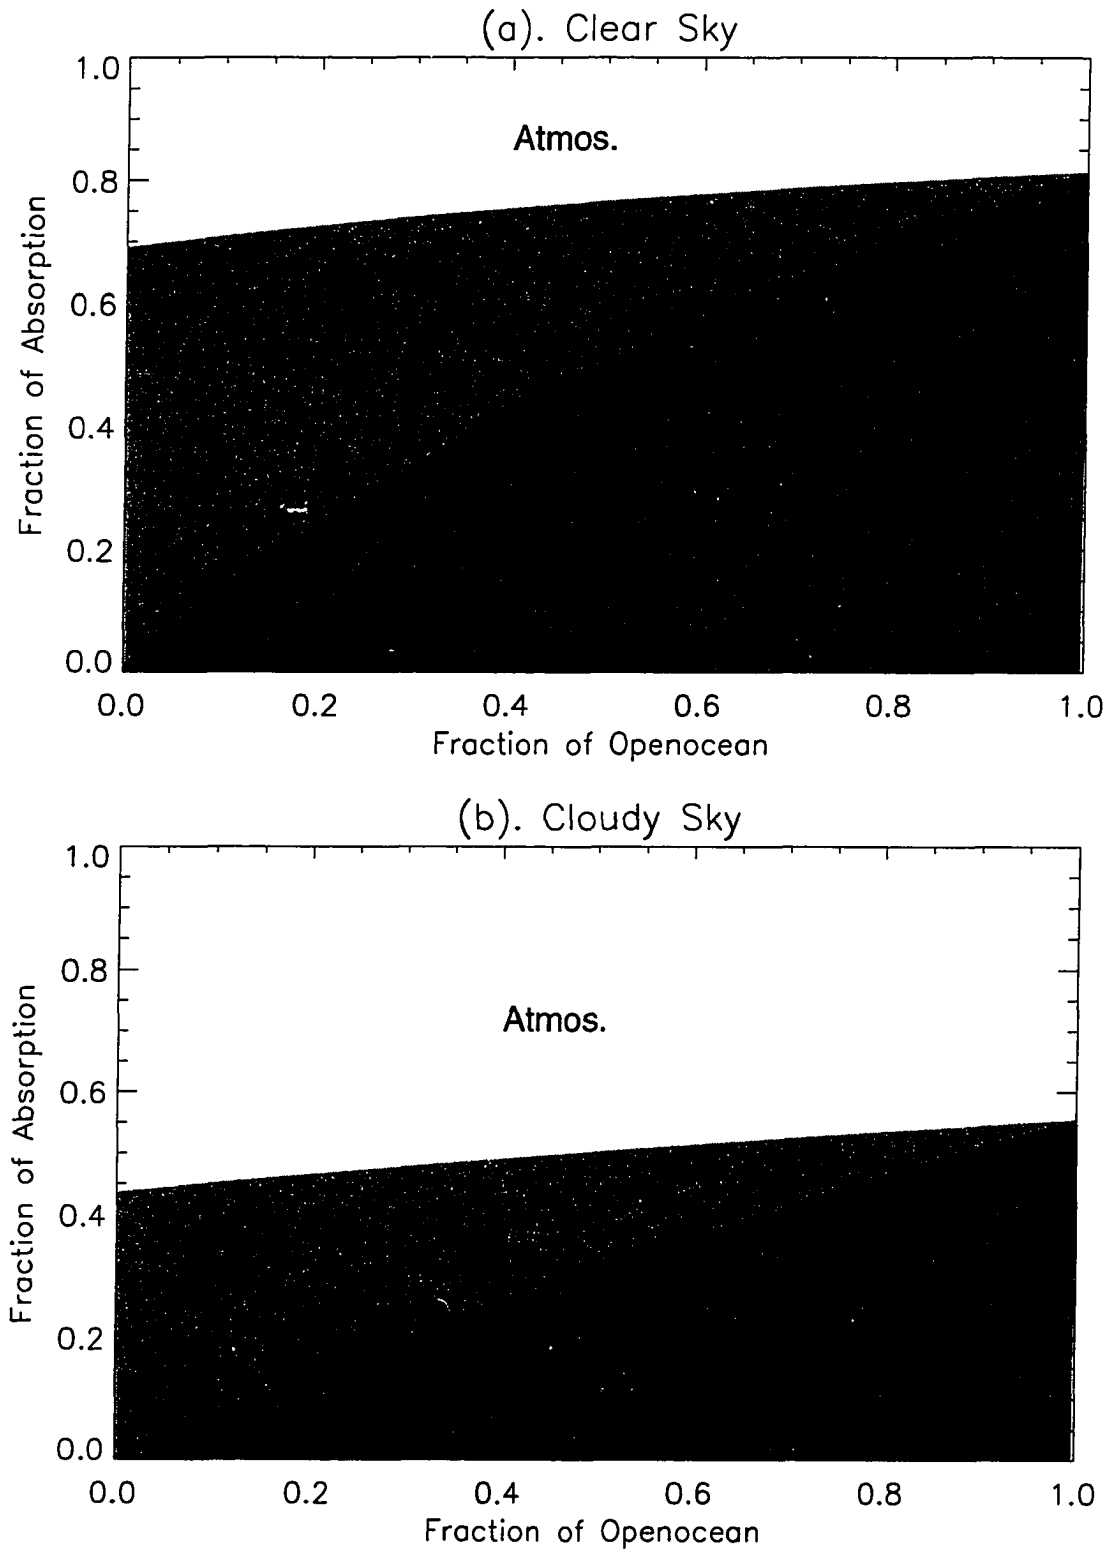 (a). Clear Sky
1.0
Atmos.
0.8
0.6
0.4
0.2
0.0
Fraction of Absorption
0.0 0.2 0.4 0.6 0.8 1.0
Fraction of Openocean
(b). Cloudy Sky
1.0
0.8
Atmos.
0.6
0.4
0.2
0.0
Fraction of Absorption
0.0 0.2 0.4 0.6 0.8 1.0
Fraction of Openocean